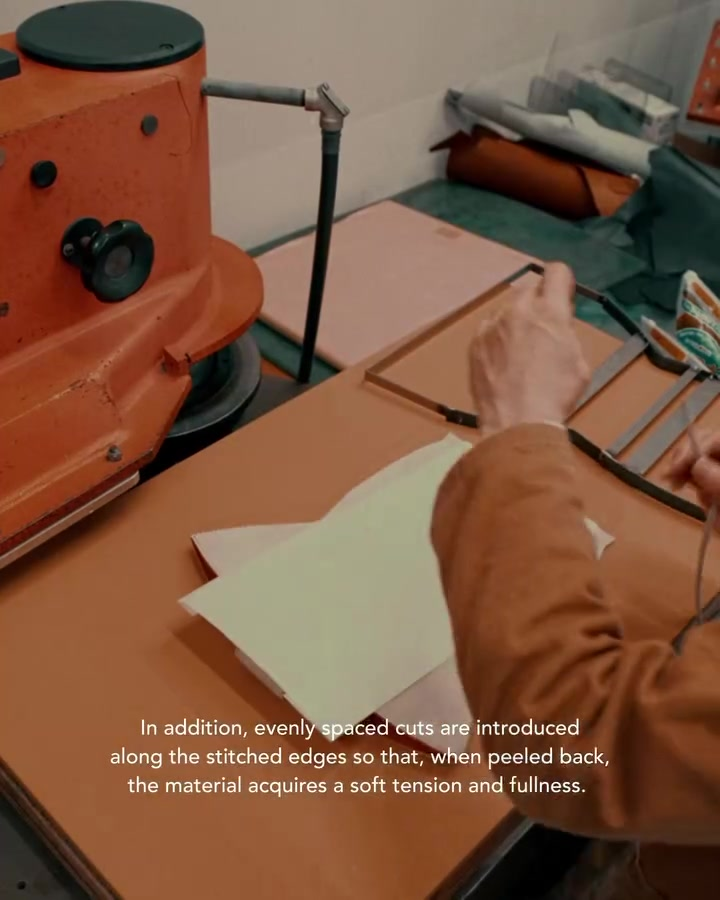 In addition, evenly spaced cuts are introduced
along the stitched edges so that, when peeled back,
the material acquires a soft tension and fullness.